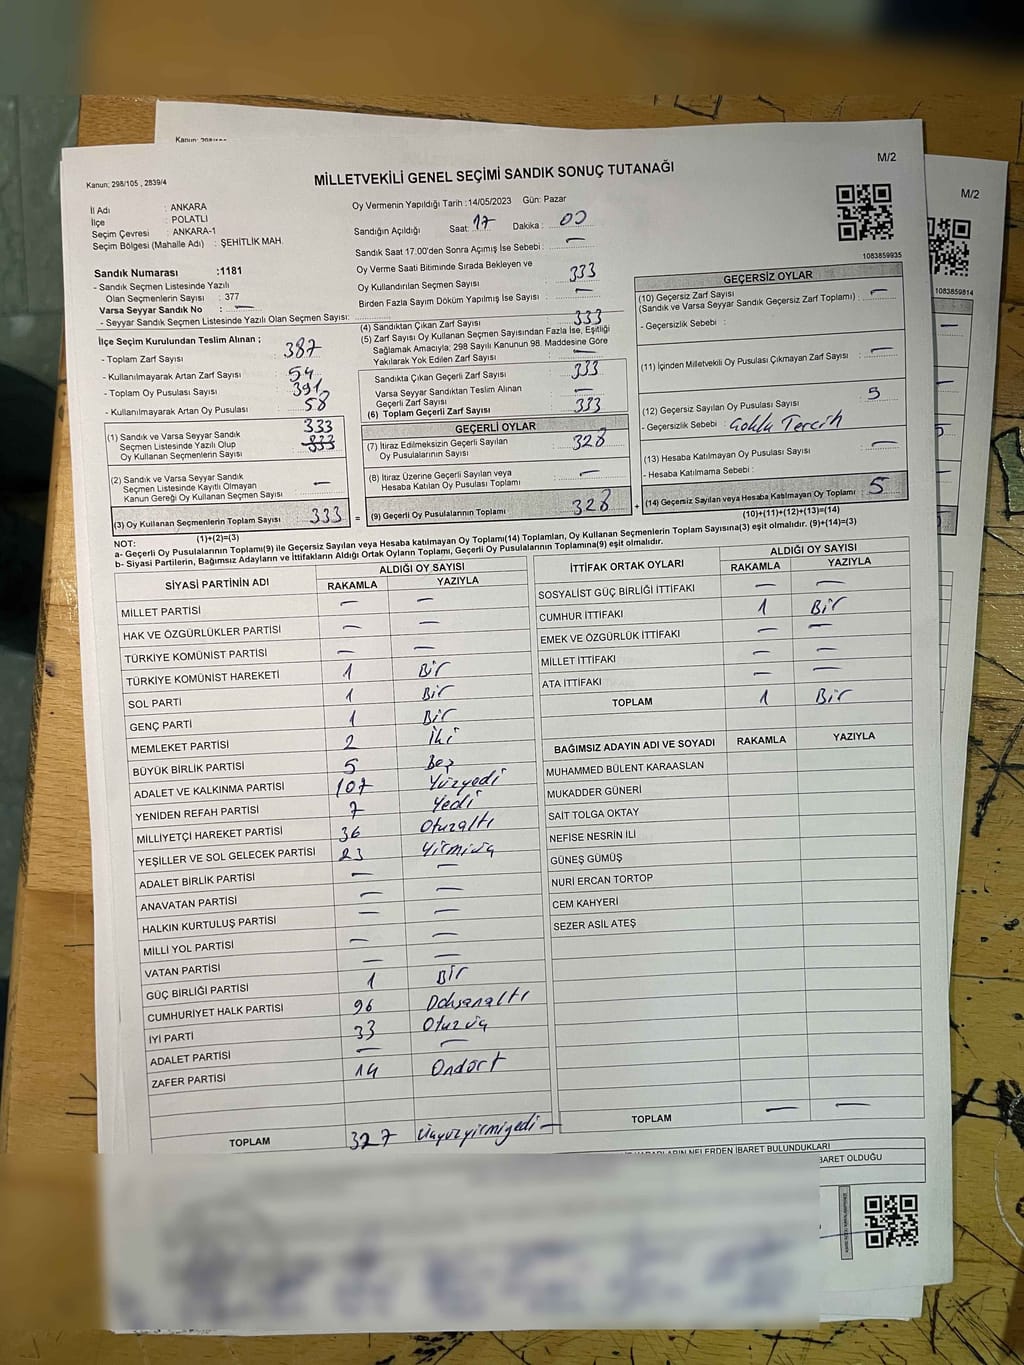 Kanun: 298/105 , 2839/4
MİLLETVEKİLİ GENEL SEÇİMİ SANDIK SONUÇ TUTANAĞI
M/2
M/2
İl Adı : ANKARA
İlçe : POLATLI
Seçim Çevresi : ANKARA-1
Seçim Bölgesi (Mahalle Adı) : ŞEHİTLİK MAH.
Oy Vermenin Yapıldığı Tarih :14/05/2023 Gün: Pazar
Sandığın Açıldığı Saat: 17 Dakika : 00
Sandık Saat 17.00'den Sonra Açımış İse Sebebi : —
Oy Verme Saati Bitiminde Sırada Bekleyen ve
Oy Kullandırılan Seçmen Sayısı : 333
Birden Fazla Sayım Döküm Yapılmış İse Sayısı : —
1083859935
1083859814
Sandık Numarası :1181
- Sandık Seçmen Listesinde Yazılı
Olan Seçmenlerin Sayısı : 377
Varsa Seyyar Sandık No : —
- Seyyar Sandık Seçmen Listesinde Yazılı Olan Seçmen Sayısı:
İlçe Seçim Kurulundan Teslim Alınan ;
- Toplam Zarf Sayısı : 387
- Kullanılmayarak Artan Zarf Sayısı : 54
- Toplam Oy Pusulası Sayısı : 391
- Kullanılmayarak Artan Oy Pusulası : 58
(1) Sandık ve Varsa Seyyar Sandık
Seçmen Listesinde Yazılı Olup
Oy Kullanan Seçmenlerin Sayısı : 333
333
(2) Sandık ve Varsa Seyyar Sandık
Seçmen Listesinde Kayıtlı Olmayan
Kanun Gereği Oy Kullanan Seçmen Sayısı : —
(3) Oy Kullanan Seçmenlerin Toplam Sayısı : 333 =
(1)+(2)=(3)
(4) Sandıktan Çıkan Zarf Sayısı : 333
(5) Zarf Sayısı Oy Kullanan Seçmen Sayısından Fazla İse, Eşitliği
Sağlamak Amacıyla; 298 Sayılı Kanunun 98. Maddesine Göre
Yakılarak Yok Edilen Zarf Sayısı : —
Sandıkta Çıkan Geçerli Zarf Sayısı : 333
Varsa Seyyar Sandıktan Teslim Alınan
Geçerli Zarf Sayısı : —
(6) Toplam Geçerli Zarf Sayısı : 333
GEÇERLİ OYLAR
(7) İtiraz Edilmeksizin Geçerli Sayılan
Oy Pusulasının Sayısı : 328
(8) İtiraz Üzerine Geçerli Sayılan veya
Hesaba Katılan Oy Pusulası Toplamı : —
(9) Geçerli Oy Pusulalarının Toplamı : 328 +
GEÇERSİZ OYLAR
(10) Geçersiz Zarf Sayısı
(Sandık ve Varsa Seyyar Sandık Geçersiz Zarf Toplamı) : —
- Geçersizlik Sebebi :
(11) İçinden Milletvekili Oy Pusulası Çıkmayan Zarf Sayısı : —
(12) Geçersiz Sayılan Oy Pusulası Sayısı : 5
- Geçersizlik Sebebi : Çoklu Tercih
(13) Hesaba Katılmayan Oy Pusulası Sayısı : —
- Hesaba Katılmama Sebebi :
(14) Geçersiz Sayılan veya Hesaba Katılmayan Oy Toplamı : 5
(10)+(11)+(12)+(13)=(14)
NOT:
a- Geçerli Oy Pusulalarının Toplamı(9) ile Geçersiz Sayılan veya Hesaba katılmayan Oy Toplamı(14) Toplamları, Oy Kullanan Seçmenlerin Toplam Sayısına(3) eşit olmalıdır. (9)+(14)=(3)
b- Siyasi Partilerin, Bağımsız Adayların ve İttifakların Aldığı Ortak Oyların Toplamı, Geçerli Oy Pusulalarının Toplamına(9) eşit olmalıdır.
SİYASİ PARTİNİN ADI ALDIĞI OY SAYISI
RAKAMLA YAZIYLA
MİLLET PARTİSİ — —
HAK VE ÖZGÜRLÜKLER PARTİSİ — —
TÜRKİYE KOMÜNİST PARTİSİ — —
TÜRKİYE KOMÜNİST HAREKETİ 1 Bir
SOL PARTİ 1 Bir
GENÇ PARTİ 1 Bir
MEMLEKET PARTİSİ 2 İki
BÜYÜK BİRLİK PARTİSİ 5 Beş
ADALET VE KALKINMA PARTİSİ 107 Yüzyedi
YENİDEN REFAH PARTİSİ 7 Yedi
MİLLİYETÇİ HAREKET PARTİSİ 36 Otuzaltı
YEŞİLLER VE SOL GELECEK PARTİSİ 23 Yirmiüç
ADALET BİRLİK PARTİSİ — —
ANAVATAN PARTİSİ — —
HALKIN KURTULUŞ PARTİSİ — —
MİLLİ YOL PARTİSİ — —
VATAN PARTİSİ — —
GÜÇ BİRLİĞİ PARTİSİ 1 Bir
CUMHURİYET HALK PARTİSİ 96 Doksanaltı
İYİ PARTİ 33 Otuzüç
ADALET PARTİSİ — —
ZAFER PARTİSİ 14 Ondört
TOPLAM 327 Üçyüzyirmiyedi —
İTTİFAK ORTAK OYLARI ALDIĞI OY SAYISI
RAKAMLA YAZIYLA
SOSYALİST GÜÇ BİRLİĞİ İTTİFAKI — —
CUMHUR İTTİFAKI 1 Bir
EMEK VE ÖZGÜRLÜK İTTİFAKI — —
MİLLET İTTİFAKI — —
ATA İTTİFAKI — —
TOPLAM 1 Bir
BAĞIMSIZ ADAYIN ADI VE SOYADI RAKAMLA YAZIYLA
MUHAMMED BÜLENT KARAASLAN
MUKADDER GÜNERİ
SAİT TOLGA OKTAY
NEFİSE NESRİN İLİ
GÜNEŞ GÜMÜŞ
NURİ ERCAN TORTOP
CEM KAHYERİ
SEZER ASİL ATEŞ
TOPLAM — —
NELERDEN İBARET BULUNDUKLARI
BARET OLDUĞU